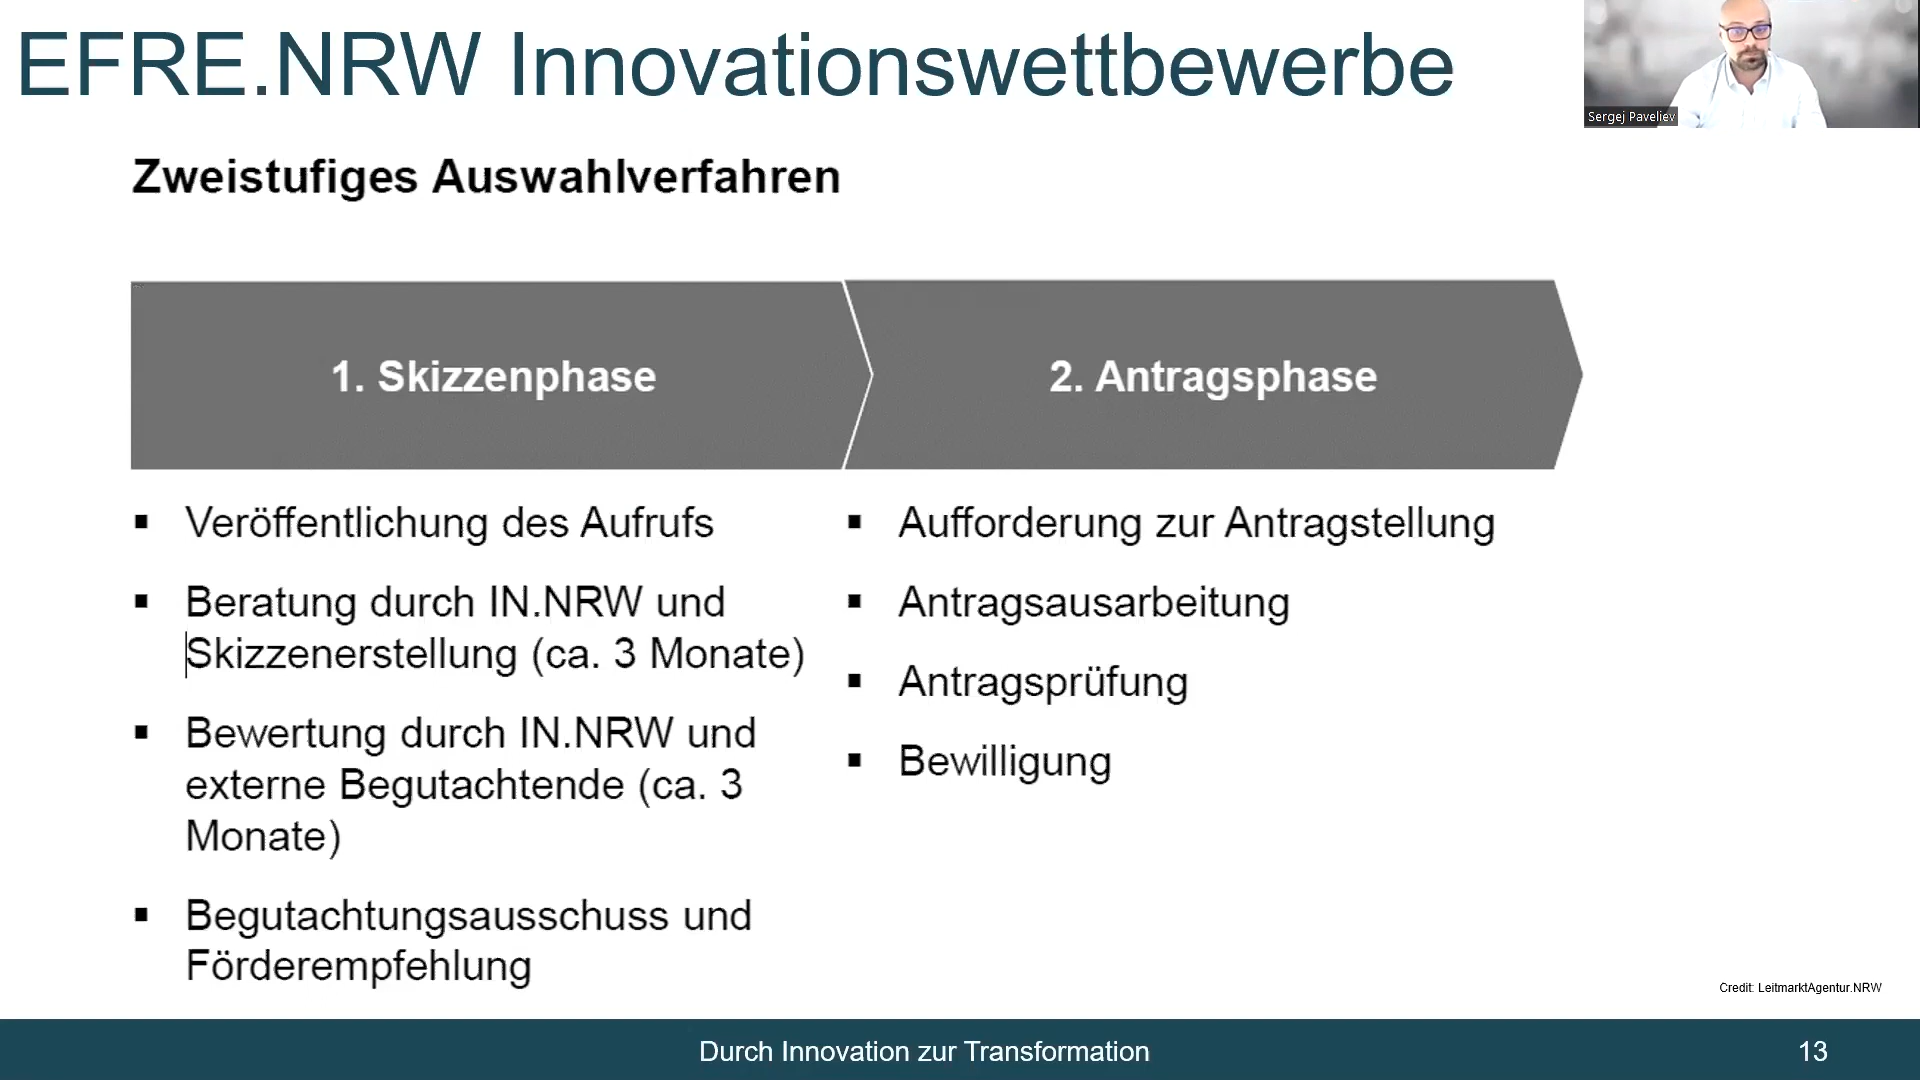 EFRE.NRW Innovationswettbewerbe
Sergej Paveliev
Zweistufiges Auswahlverfahren
1. Skizzenphase
2. Antragsphase
▪ Veröffentlichung des Aufrufs
▪ Beratung durch IN.NRW und
Skizzenerstellung (ca. 3 Monate)
▪ Bewertung durch IN.NRW und
externe Begutachtende (ca. 3
Monate)
▪ Begutachtungsausschuss und
Förderempfehlung
▪ Aufforderung zur Antragstellung
▪ Antragsausarbeitung
▪ Antragsprüfung
▪ Bewilligung
Credit: LeitmarktAgentur.NRW
Durch Innovation zur Transformation
13